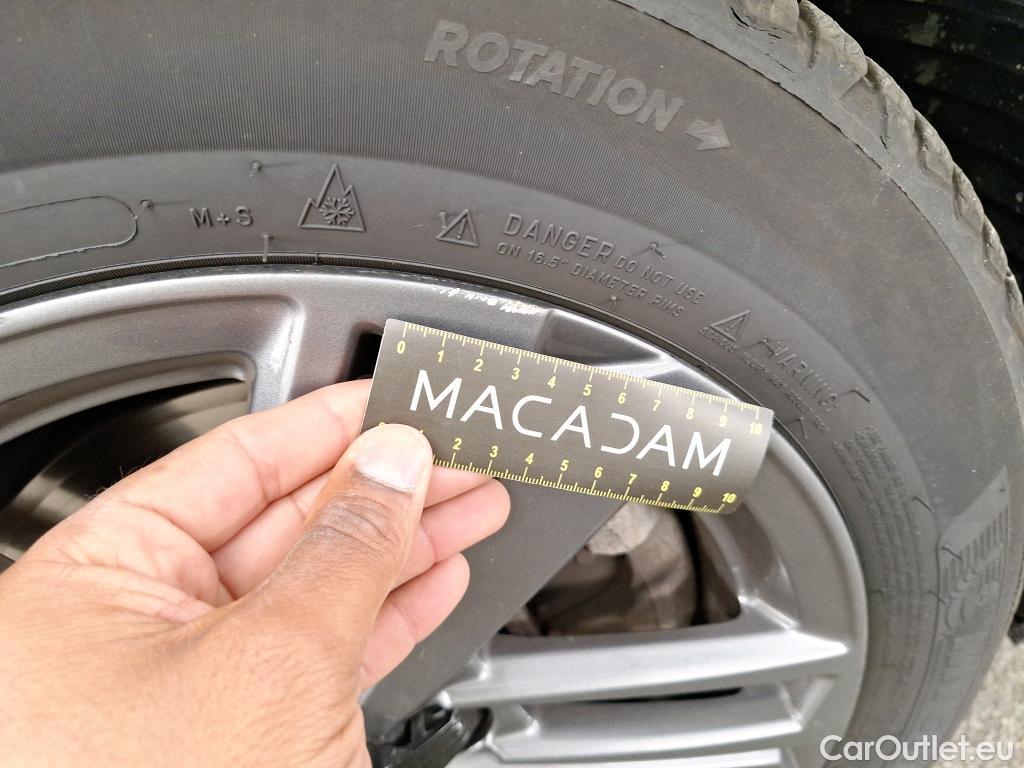 ROTATION
M+S
DANGER DO NOT USE
ON 16.5" DIAMETER RIMS
WARNING
0 1 2 3 4 5 6 7 8 9 10
MACADAM
2 3 4 5 6 7 8 9 10
CarOutlet.eu